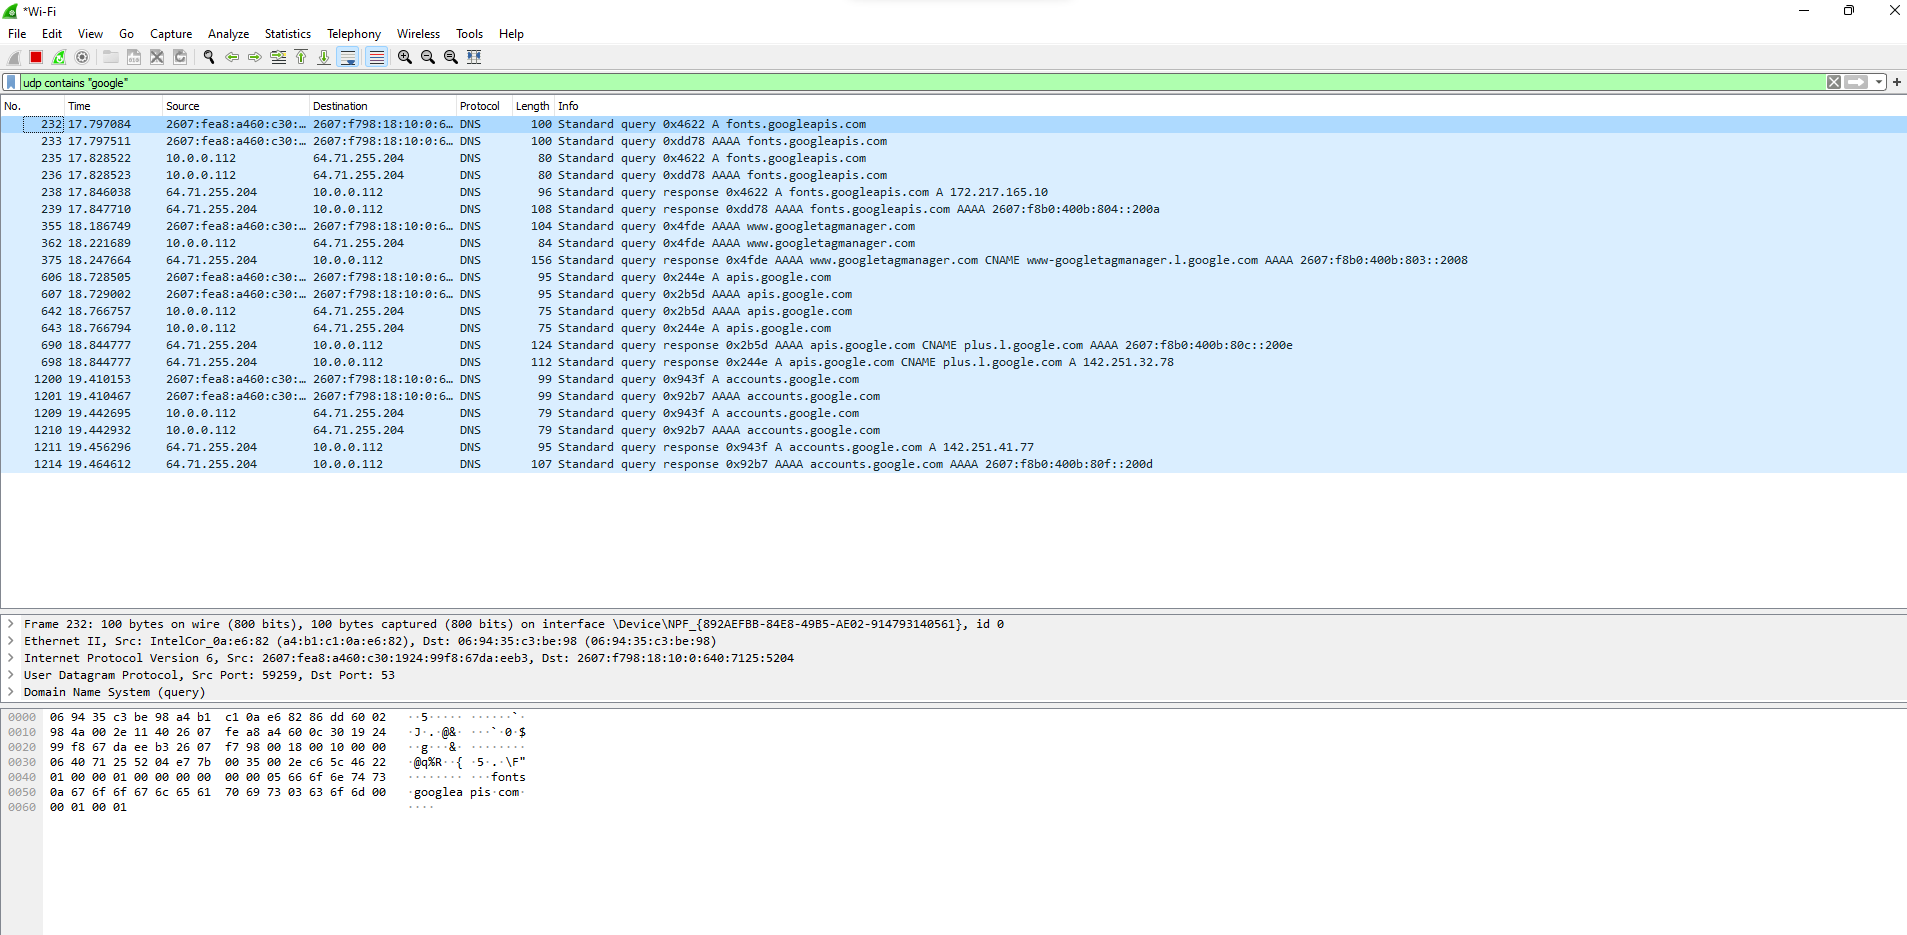 *Wi-Fi
File Edit View Go Capture Analyze Statistics Telephony Wireless Tools Help
udp contains "google"
No. Time Source Destination Protocol Length Info
232 17.797084 2607:fea8:a460:c30:… 2607:f798:18:10:0:6… DNS 100 Standard query 0x4622 A fonts.googleapis.com
233 17.797511 2607:fea8:a460:c30:… 2607:f798:18:10:0:6… DNS 100 Standard query 0xdd78 AAAA fonts.googleapis.com
235 17.828522 10.0.0.112 64.71.255.204 DNS 80 Standard query 0x4622 A fonts.googleapis.com
236 17.828523 10.0.0.112 64.71.255.204 DNS 80 Standard query 0xdd78 AAAA fonts.googleapis.com
238 17.846038 64.71.255.204 10.0.0.112 DNS 96 Standard query response 0x4622 A fonts.googleapis.com A 172.217.165.10
239 17.847710 64.71.255.204 10.0.0.112 DNS 108 Standard query response 0xdd78 AAAA fonts.googleapis.com AAAA 2607:f8b0:400b:804::200a
355 18.186749 2607:fea8:a460:c30:… 2607:f798:18:10:0:6… DNS 104 Standard query 0x4fde AAAA www.googletagmanager.com
362 18.221689 10.0.0.112 64.71.255.204 DNS 84 Standard query 0x4fde AAAA www.googletagmanager.com
375 18.247664 64.71.255.204 10.0.0.112 DNS 156 Standard query response 0x4fde AAAA www.googletagmanager.com CNAME www-googletagmanager.l.google.com AAAA 2607:f8b0:400b:803::2008
606 18.728505 2607:fea8:a460:c30:… 2607:f798:18:10:0:6… DNS 95 Standard query 0x244e A apis.google.com
607 18.729002 2607:fea8:a460:c30:… 2607:f798:18:10:0:6… DNS 95 Standard query 0x2b5d AAAA apis.google.com
642 18.766757 10.0.0.112 64.71.255.204 DNS 75 Standard query 0x2b5d AAAA apis.google.com
643 18.766794 10.0.0.112 64.71.255.204 DNS 75 Standard query 0x244e A apis.google.com
690 18.844777 64.71.255.204 10.0.0.112 DNS 124 Standard query response 0x2b5d AAAA apis.google.com CNAME plus.l.google.com AAAA 2607:f8b0:400b:80c::200e
698 18.844777 64.71.255.204 10.0.0.112 DNS 112 Standard query response 0x244e A apis.google.com CNAME plus.l.google.com A 142.251.32.78
1200 19.410153 2607:fea8:a460:c30:… 2607:f798:18:10:0:6… DNS 99 Standard query 0x943f A accounts.google.com
1201 19.410467 2607:fea8:a460:c30:… 2607:f798:18:10:0:6… DNS 99 Standard query 0x92b7 AAAA accounts.google.com
1209 19.442695 10.0.0.112 64.71.255.204 DNS 79 Standard query 0x943f A accounts.google.com
1210 19.442932 10.0.0.112 64.71.255.204 DNS 79 Standard query 0x92b7 AAAA accounts.google.com
1211 19.456296 64.71.255.204 10.0.0.112 DNS 95 Standard query response 0x943f A accounts.google.com A 142.251.41.77
1214 19.464612 64.71.255.204 10.0.0.112 DNS 107 Standard query response 0x92b7 AAAA accounts.google.com AAAA 2607:f8b0:400b:80f::200d
Frame 232: 100 bytes on wire (800 bits), 100 bytes captured (800 bits) on interface \Device\NPF_{892AEFBB-84E8-49B5-AE02-914793140561}, id 0
Ethernet II, Src: IntelCor_0a:e6:82 (a4:b1:c1:0a:e6:82), Dst: 06:94:35:c3:be:98 (06:94:35:c3:be:98)
Internet Protocol Version 6, Src: 2607:fea8:a460:c30:1924:99f8:67da:eeb3, Dst: 2607:f798:18:10:0:640:7125:5204
User Datagram Protocol, Src Port: 59259, Dst Port: 53
Domain Name System (query)
0000 06 94 35 c3 be 98 a4 b1 c1 0a e6 82 86 dd 60 02 ··5····· ······`·
0010 98 4a 00 2e 11 40 26 07 fe a8 a4 60 0c 30 19 24 ·J·.·@&· ···`·0·$
0020 99 f8 67 da ee b3 26 07 f7 98 00 18 00 10 00 00 ··g···&· ········
0030 06 40 71 25 52 04 e7 7b 00 35 00 2e c6 5c 46 22 ·@q%R··{ ·5·.·\F"
0040 01 00 00 01 00 00 00 00 00 00 05 66 6f 6e 74 73 ········ ···fonts
0050 0a 67 6f 6f 67 6c 65 61 70 69 73 03 63 6f 6d 00 ·googlea pis·com·
0060 00 01 00 01 ····